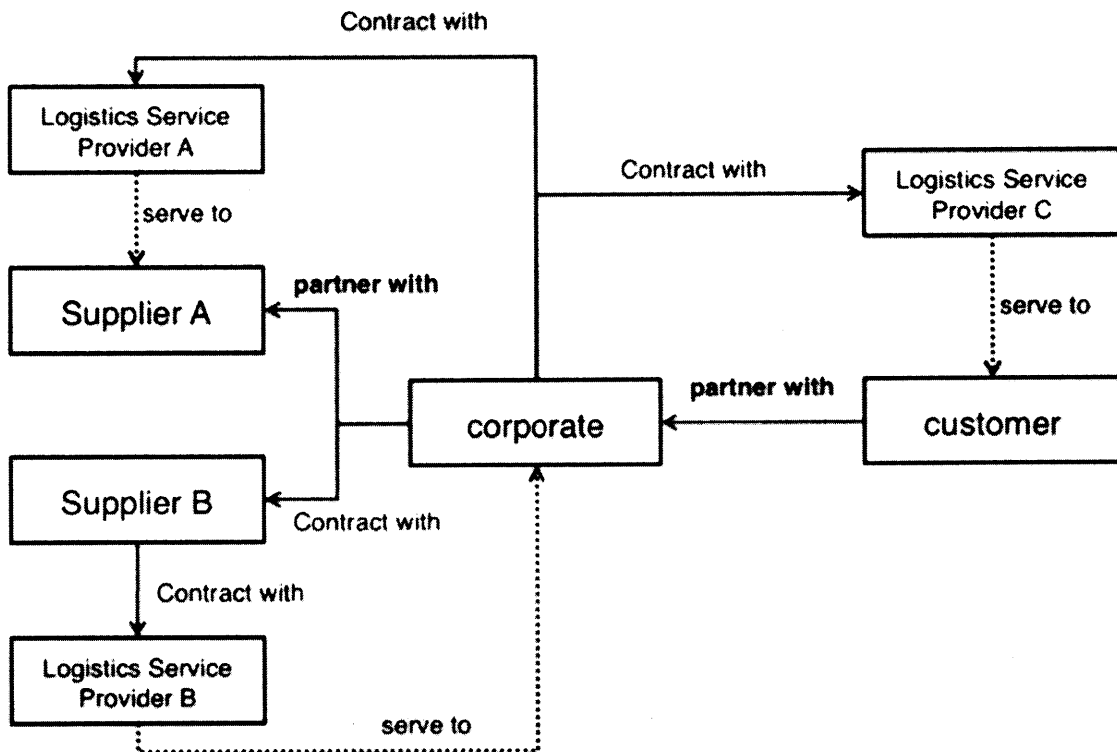 Contract with
Logistics Service
Provider A
Contract with
Logistics Service
Provider C
serve to
Supplier A
partner with
serve to
corporate
partner with
customer
Supplier B
Contract with
Contract with
Logistics Service
Provider B
serve to